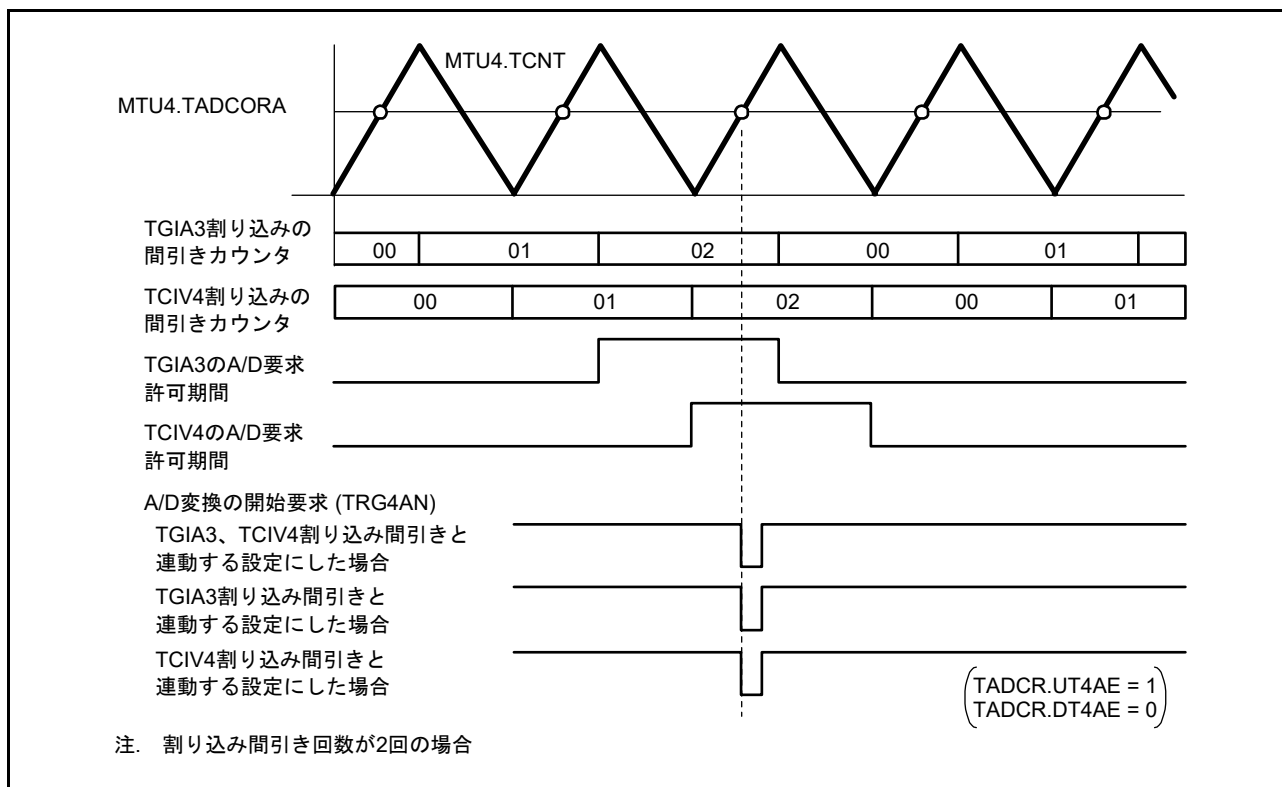 MTU4.TCNT
MTU4.TADCORA
TGIA3割り込みの
間引きカウンタ
00 01 02 00 01
TCIV4割り込みの
間引きカウンタ
00 01 02 00 01
TGIA3のA/D要求
許可期間
TCIV4のA/D要求
許可期間
A/D変換の開始要求 (TRG4AN)
TGIA3、TCIV4割り込み間引きと
連動する設定にした場合
TGIA3割り込み間引きと
連動する設定にした場合
TCIV4割り込み間引きと
連動する設定にした場合
TADCR.UT4AE = 1
TADCR.DT4AE = 0
注. 割り込み間引き回数が2回の場合